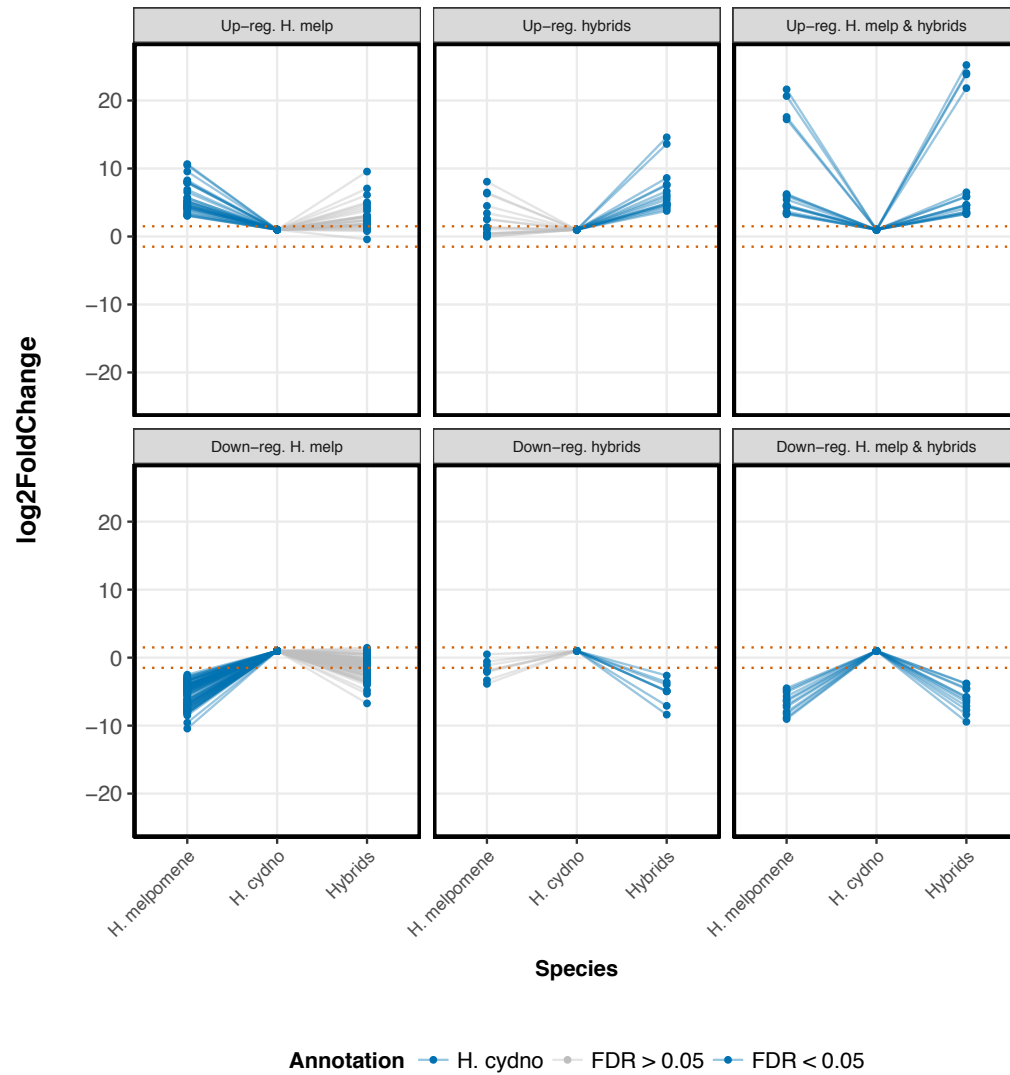 Up−reg. H. melp
Up−reg. hybrids
Up−reg. H. melp & hybrids
20
10
0
−10
−20
log2FoldChange
Down−reg. H. melp
Down−reg. hybrids
Down−reg. H. melp & hybrids
20
10
0
−10
−20
H. melpomene
H. cydno
Hybrids
H. melpomene
H. cydno
Hybrids
H. melpomene
H. cydno
Hybrids
Species
Annotation H. cydno FDR > 0.05 FDR < 0.05